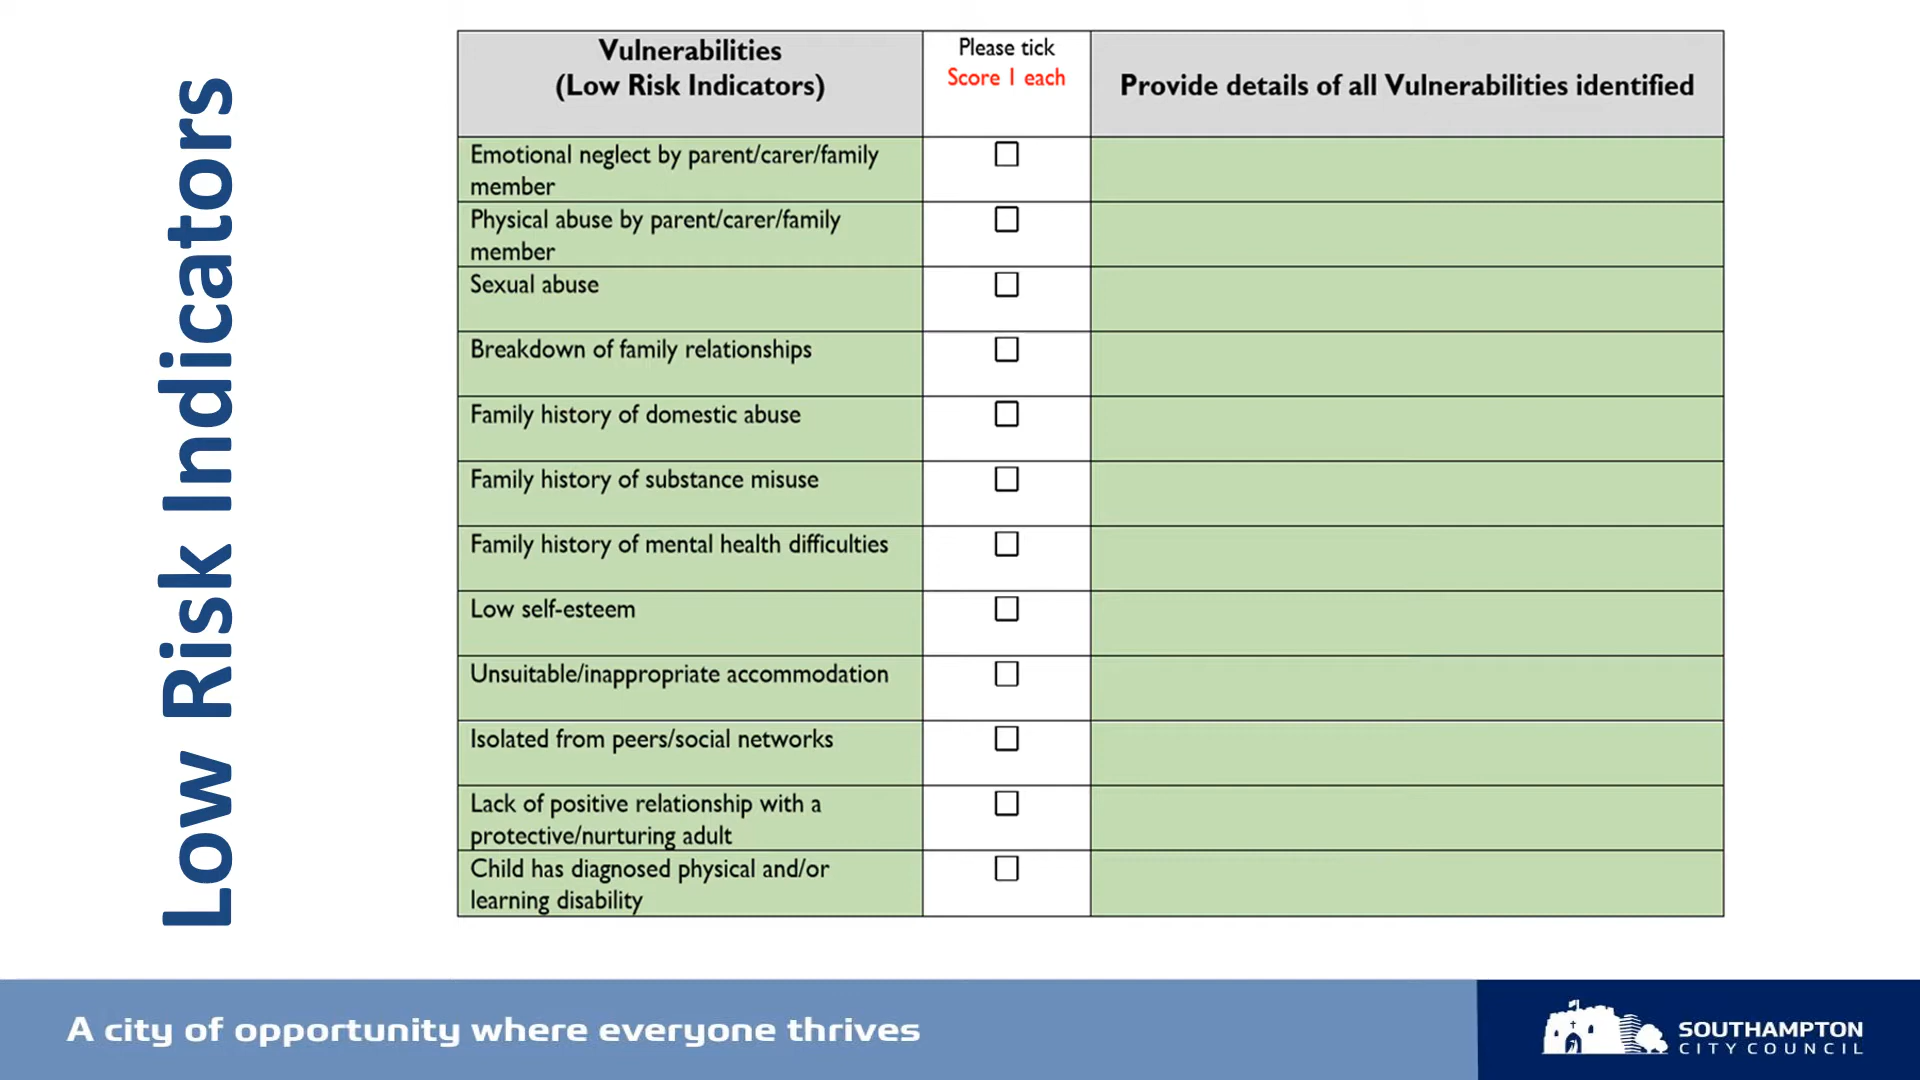 Low Risk Indicators
Vulnerabilities
(Low Risk Indicators)
Please tick
Score 1 each
Provide details of all Vulnerabilities identified
Emotional neglect by parent/carer/family
member
Physical abuse by parent/carer/family
member
Sexual abuse
Breakdown of family relationships
Family history of domestic abuse
Family history of substance misuse
Family history of mental health difficulties
Low self-esteem
Unsuitable/inappropriate accommodation
Isolated from peers/social networks
Lack of positive relationship with a
protective/nurturing adult
Child has diagnosed physical and/or
learning disability
A city of opportunity where everyone thrives
SOUTHAMPTON
CITY COUNCIL